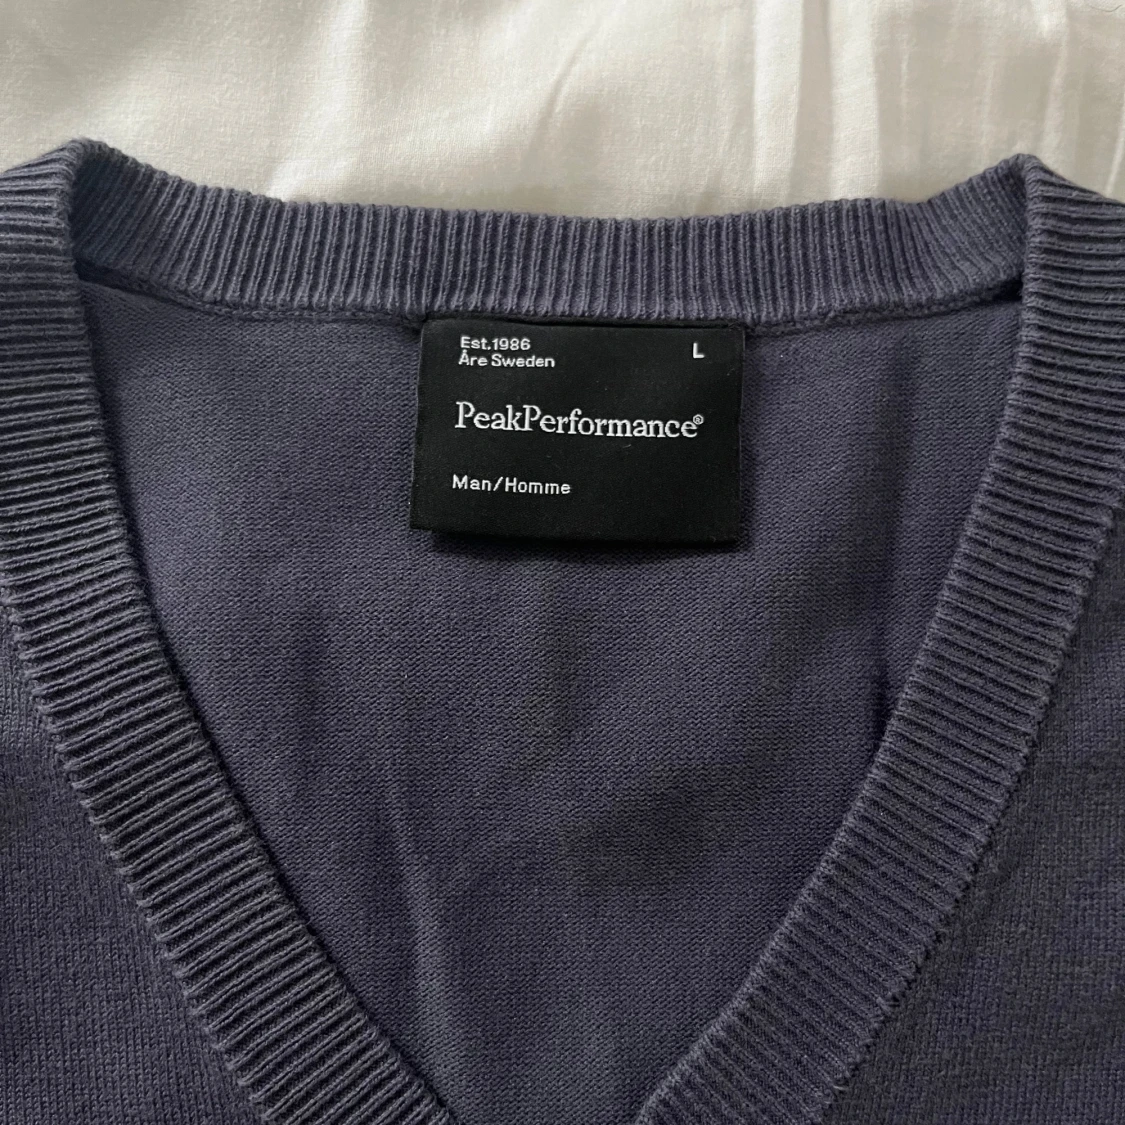 Est.1986
L
Åre Sweden
PeakPerformance®
Man/Homme